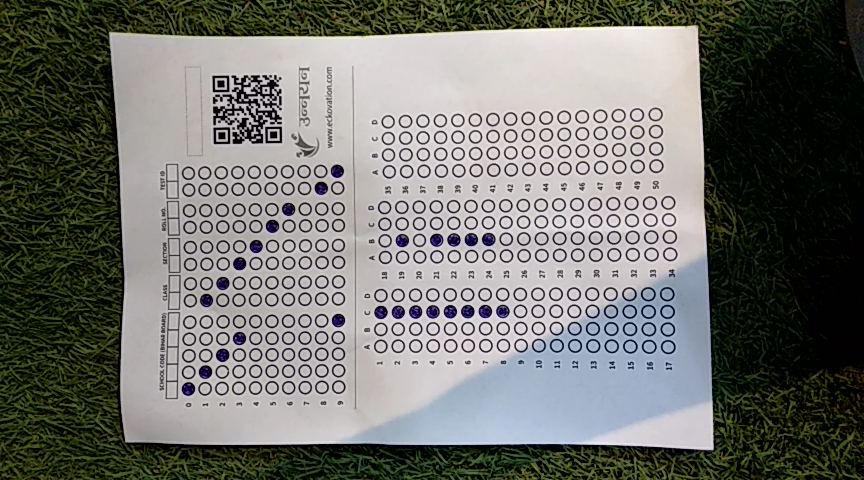 SCHOOL CODE (BIHAR BOARD) CLASS SECTION ROLL NO. TEST ID
0
1
2
3
4
5
6
7
8
9
उन्नयन
www.eckovation.com
A B C D A B C D A B C D
1 18 35
2 19 36
3 20 37
4 21 38
5 22 39
6 23 40
7 24 41
8 25 42
9 26 43
10 27 44
11 28 45
12 29 46
13 30 47
14 31 48
15 32 49
16 33 50
17 34